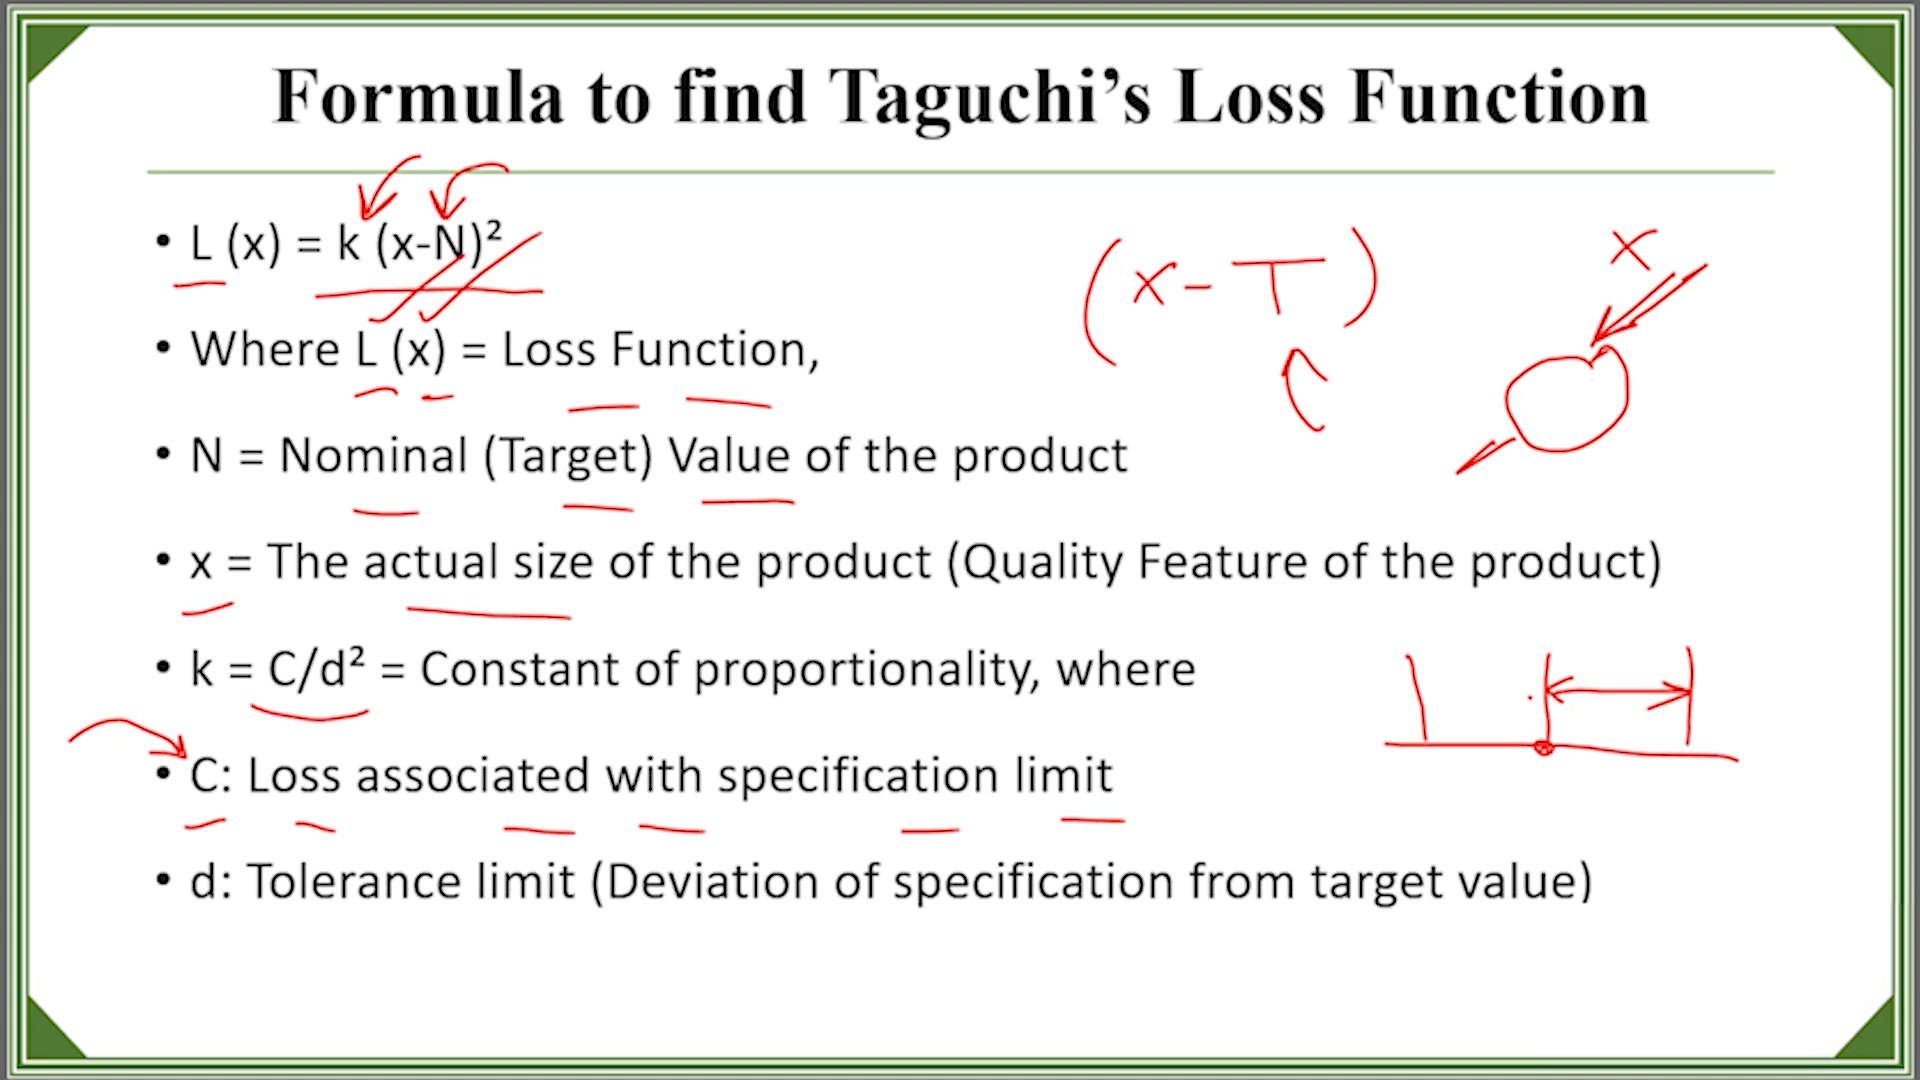 Formula to find Taguchi’s Loss Function
• L (x) = k (x-N)²
(x - T)
x
• Where L (x) = Loss Function,
• N = Nominal (Target) Value of the product
• x = The actual size of the product (Quality Feature of the product)
• k = C/d² = Constant of proportionality, where
• C: Loss associated with specification limit
• d: Tolerance limit (Deviation of specification from target value)